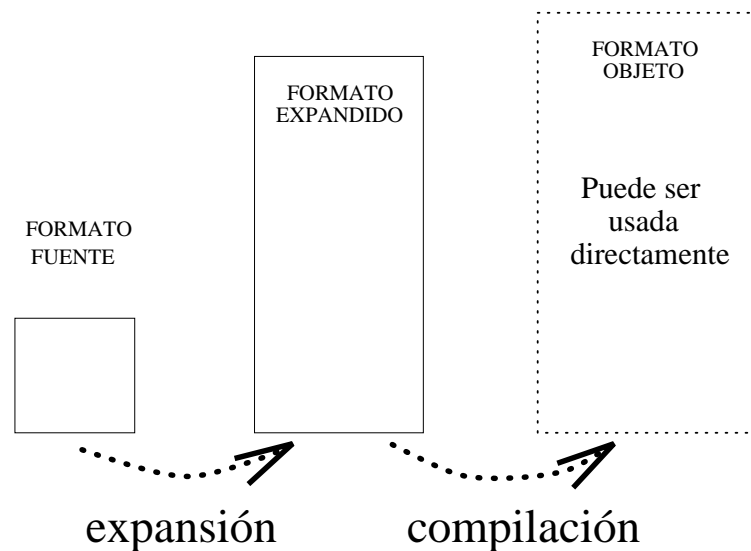 FORMATO
FUENTE
FORMATO
EXPANDIDO
FORMATO
OBJETO
Puede ser
usada
directamente
expansión
compilación